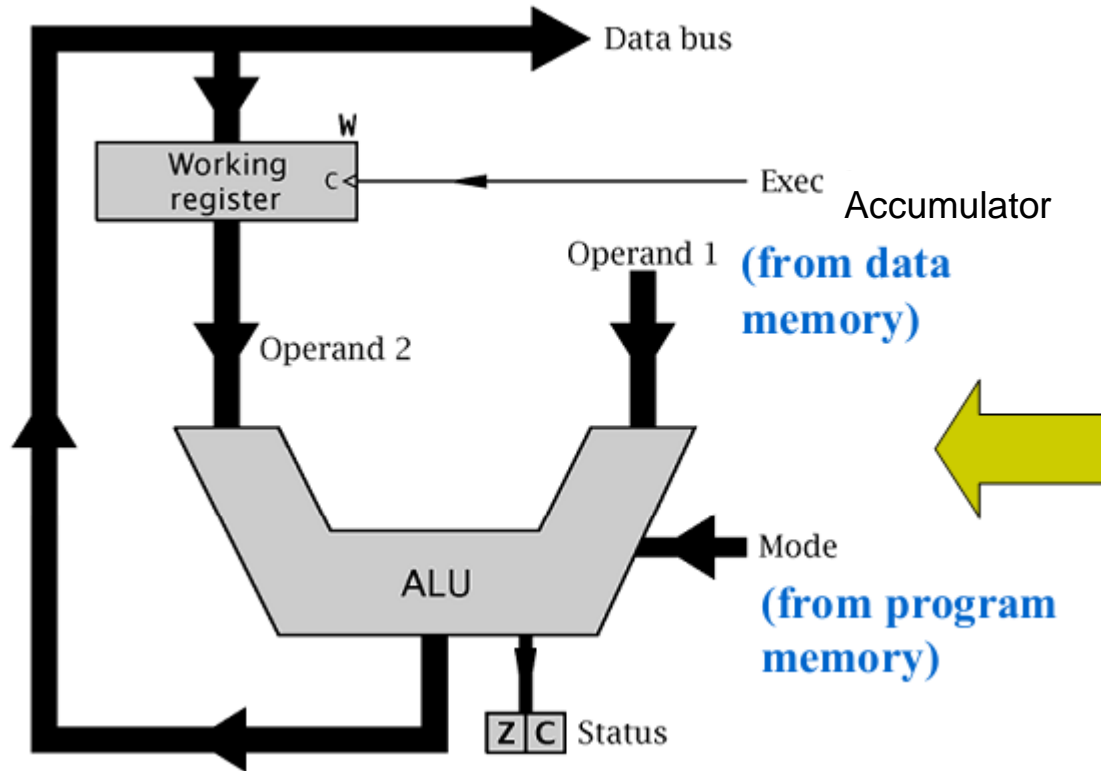 Data bus
W
Working
register
C
Exec
Accumulator
Operand 1
(from data
memory)
Operand 2
Mode
ALU
(from program
memory)
Z C
Status